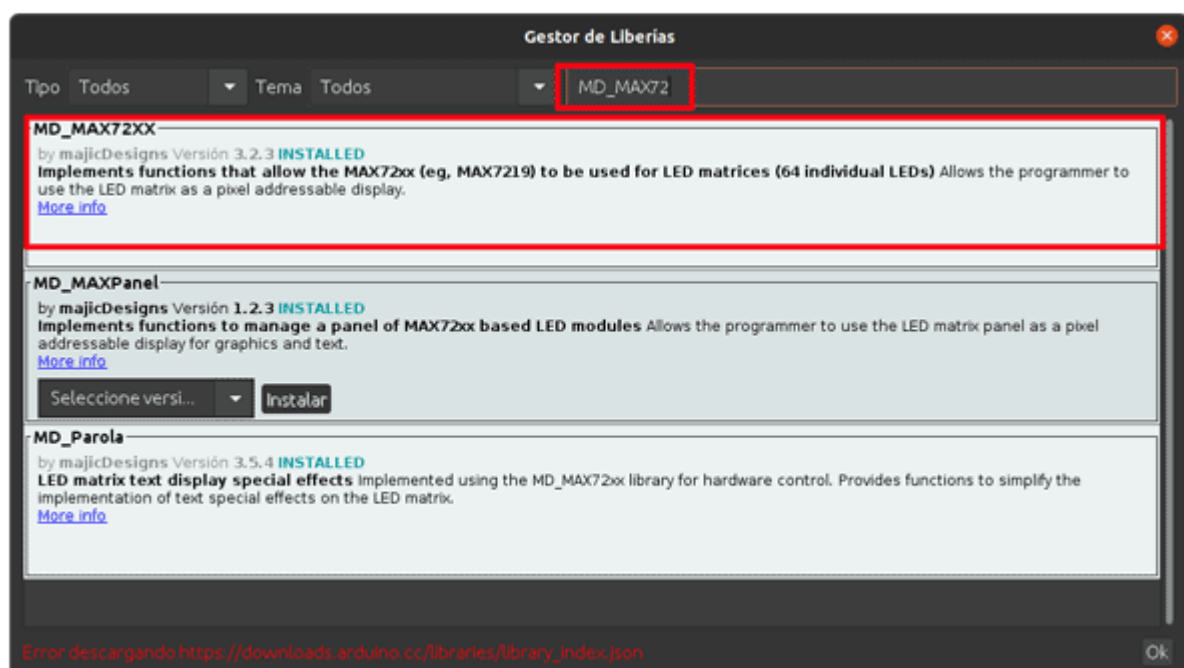 Gestor de Liberías
Tipo Todos Tema Todos MD_MAX72
MD_MAX72XX
by majicDesigns Versión 3.2.3 INSTALLED
Implements functions that allow the MAX72xx (eg, MAX7219) to be used for LED matrices (64 individual LEDs) Allows the programmer to
use the LED matrix as a pixel addressable display.
More info
MD_MAXPanel
by majicDesigns Versión 1.2.3 INSTALLED
Implements functions to manage a panel of MAX72xx based LED modules Allows the programmer to use the LED matrix panel as a pixel
addressable display for graphics and text.
More info
Seleccione versi... Instalar
MD_Parola
by majicDesigns Versión 3.5.4 INSTALLED
LED matrix text display special effects Implemented using the MD_MAX72xx library for hardware control. Provides functions to simplify the
implementation of text special effects on the LED matrix.
More info
Error descargando https://downloads.arduino.cc/libraries/library_index.json
Ok